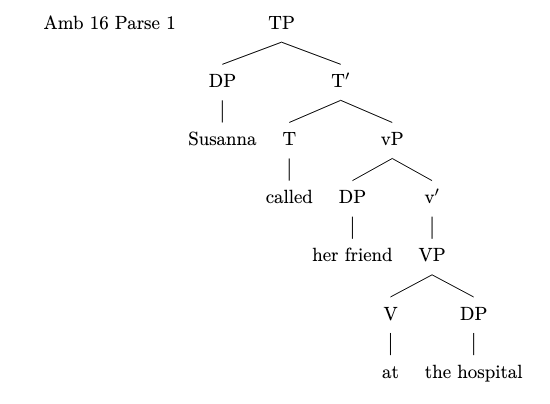 Amb 16 Parse 1 TP
DP T′
Susanna T vP
called DP v′
her friend VP
V DP
at the hospital